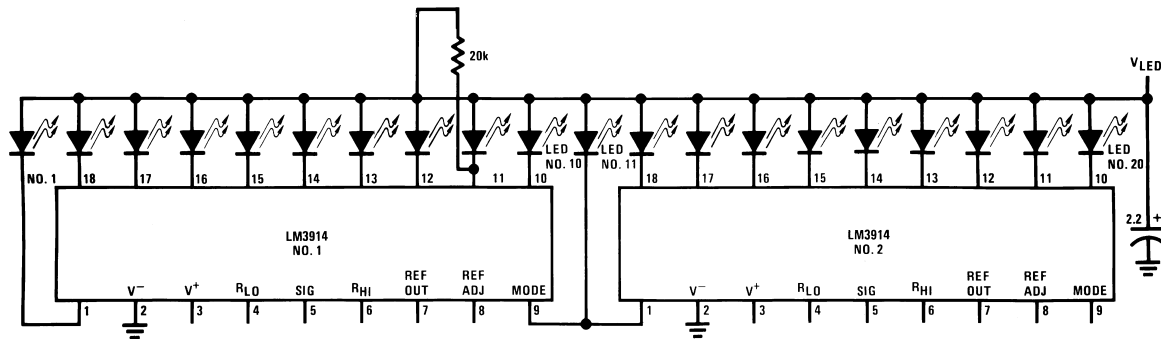 20k
VLED
NO. 1
18
17
16
15
14
13
12
11
10
LED
NO. 10
LED
NO. 11
18
17
16
15
14
13
12
11
10
LED
NO. 20
2.2 +
LM3914
NO. 1
LM3914
NO. 2
V−
V+
RLO
SIG
RHI
REF
OUT
REF
ADJ
MODE
1
2
3
4
5
6
7
8
9
V−
V+
RLO
SIG
RHI
REF
OUT
REF
ADJ
MODE
1
2
3
4
5
6
7
8
9